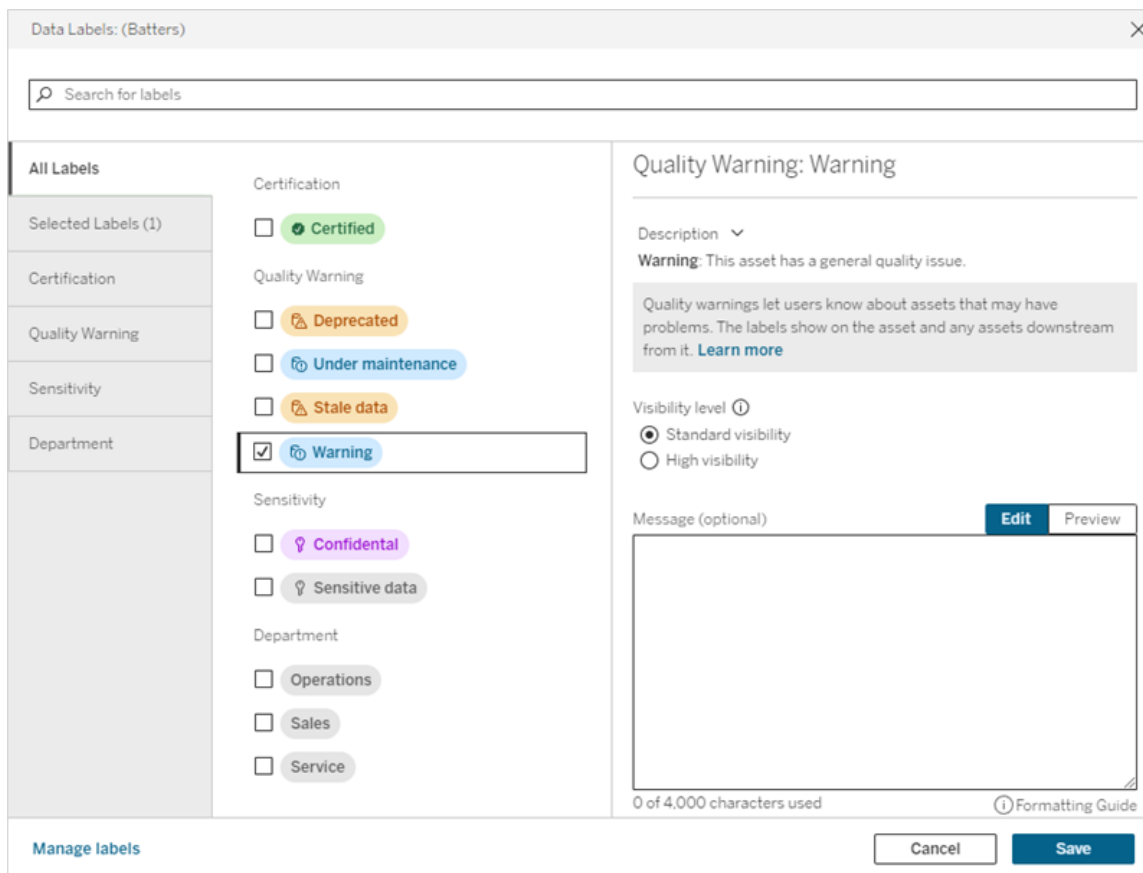 Data Labels: (Batters)
Search for labels
All Labels
Selected Labels (1)
Certification
Quality Warning
Sensitivity
Department
Certification
Certified
Quality Warning
Deprecated
Under maintenance
Stale data
Warning
Sensitivity
Confidental
Sensitive data
Department
Operations
Sales
Service
Quality Warning: Warning
Description
Warning: This asset has a general quality issue.
Quality warnings let users know about assets that may have
problems. The labels show on the asset and any assets downstream
from it. Learn more
Visibility level
Standard visibility
High visibility
Message (optional)
Edit
Preview
0 of 4,000 characters used
Formatting Guide
Manage labels
Cancel
Save